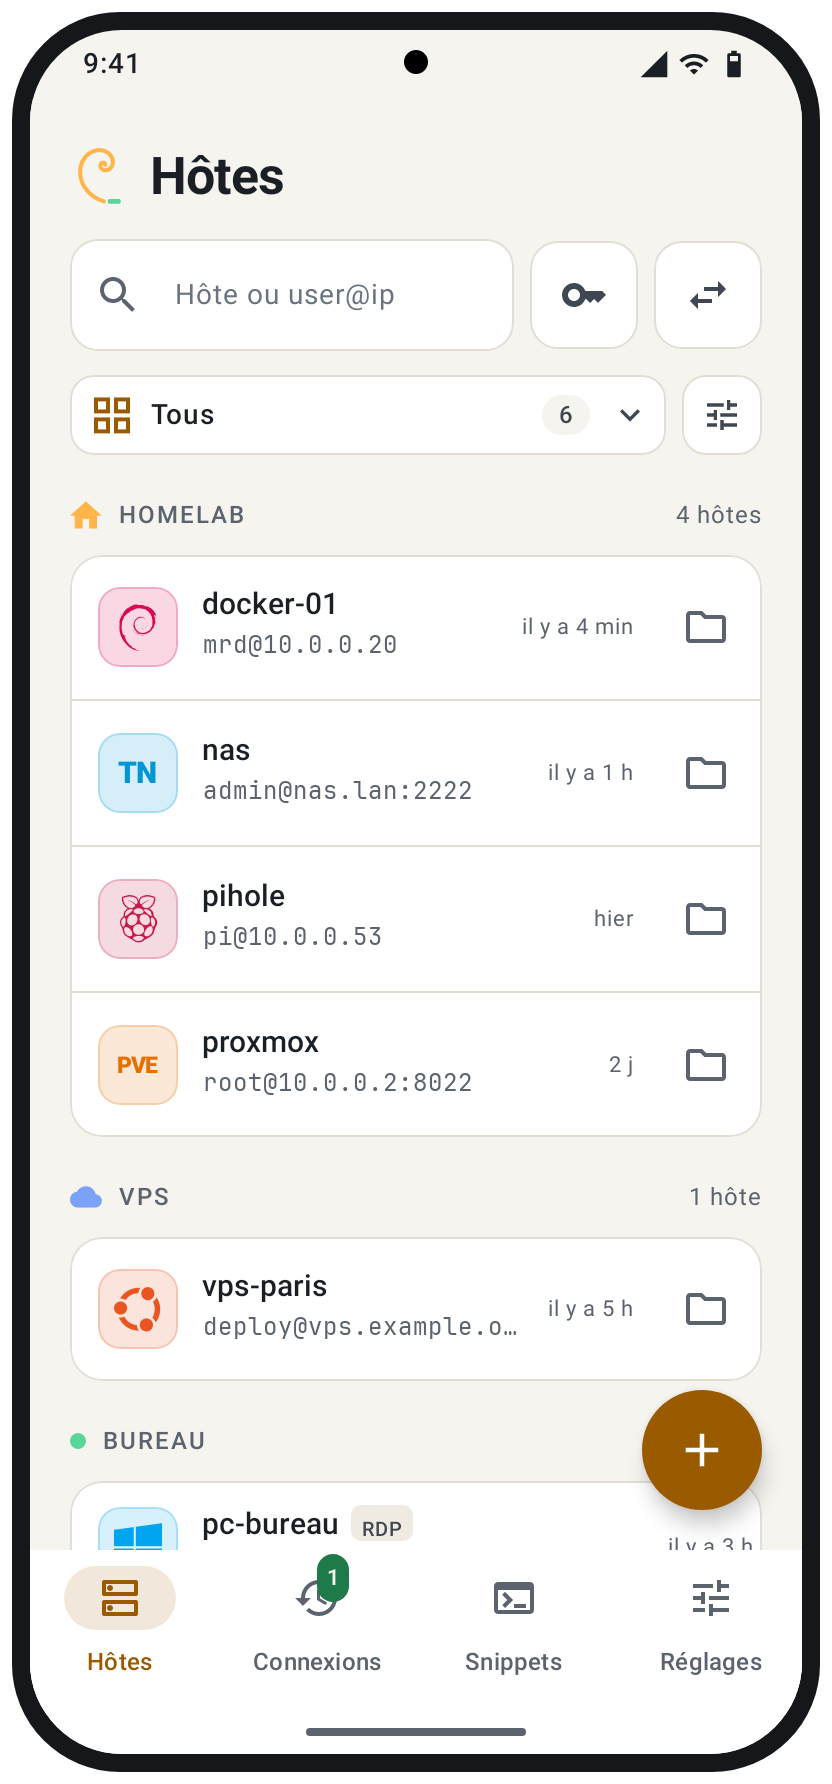 9:41
Hôtes
Hôte ou user@ip
Tous 6
HOMELAB 4 hôtes
docker-01
mrd@10.0.0.20
il y a 4 min
TN
nas
admin@nas.lan:2222
il y a 1 h
pihole
pi@10.0.0.53
hier
PVE
proxmox
root@10.0.0.2:8022
2 j
VPS 1 hôte
vps-paris
deploy@vps.example.o…
il y a 5 h
BUREAU
pc-bureau RDP
il y a 3 h
1
Hôtes Connexions Snippets Réglages